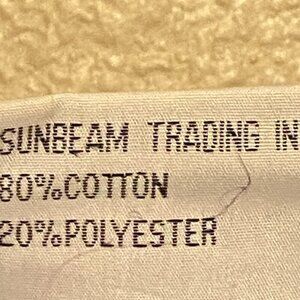 SUNBEAM TRADING IN
80%COTTON
20%POLYESTER